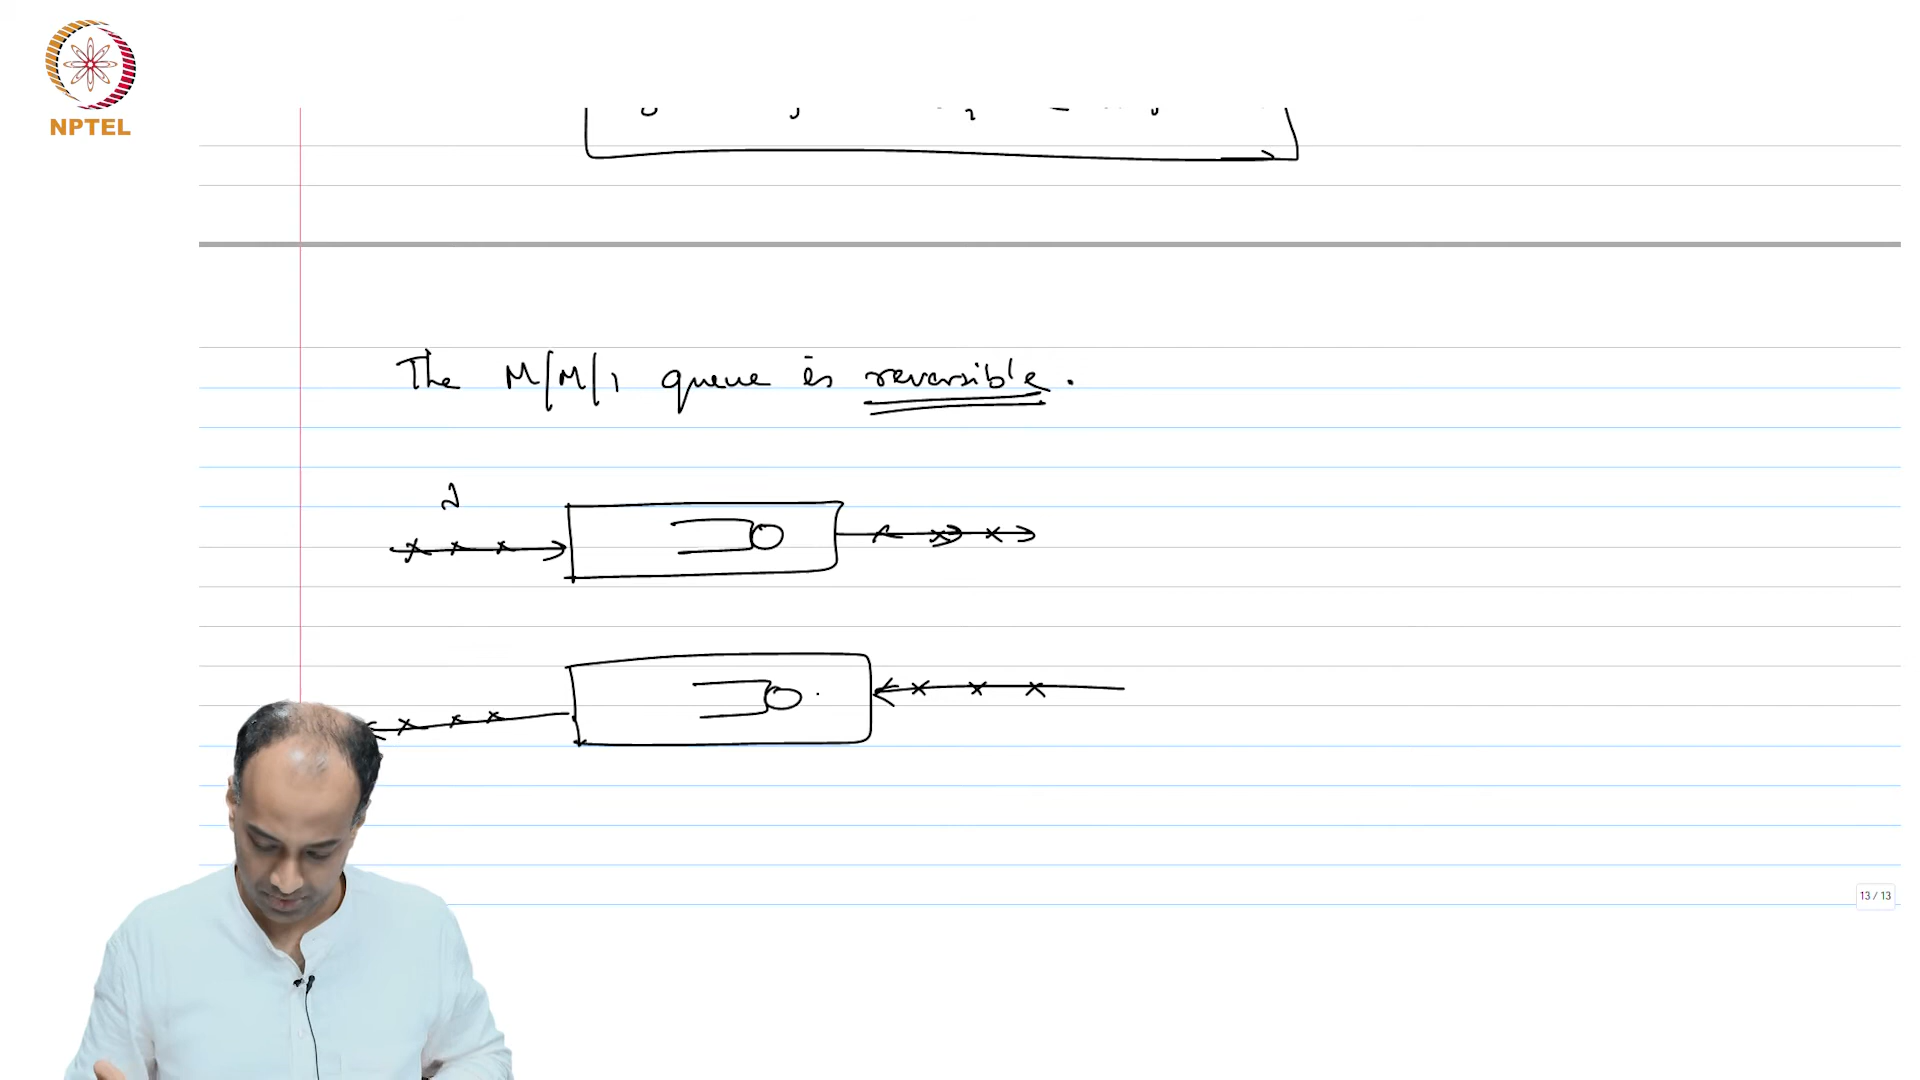 NPTEL
The M/M/1 queue is reversible.
λ
13 / 13